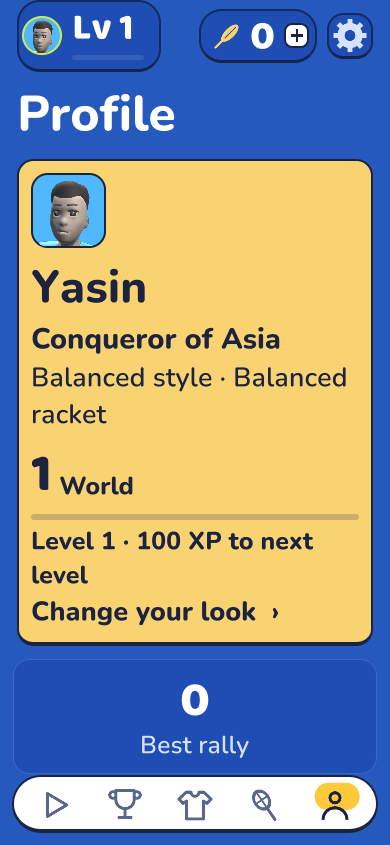 Lv 1
0
Profile
Yasin
Conqueror of Asia
Balanced style · Balanced
racket
1 World
Level 1 · 100 XP to next
level
Change your look ›
0
Best rally